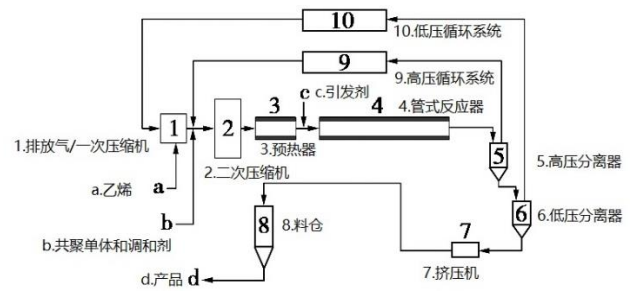 10
10.低压循环系统
9
9.高压循环系统
c c.引发剂
3
4
4.管式反应器
1
2
3.预热器
1.排放气/一次压缩机
2.二次压缩机
5
5.高压分离器
a.乙烯 a
b
b.共聚单体和调和剂
8
8.料仓
6
6.低压分离器
7
7.挤压机
d.产品 d